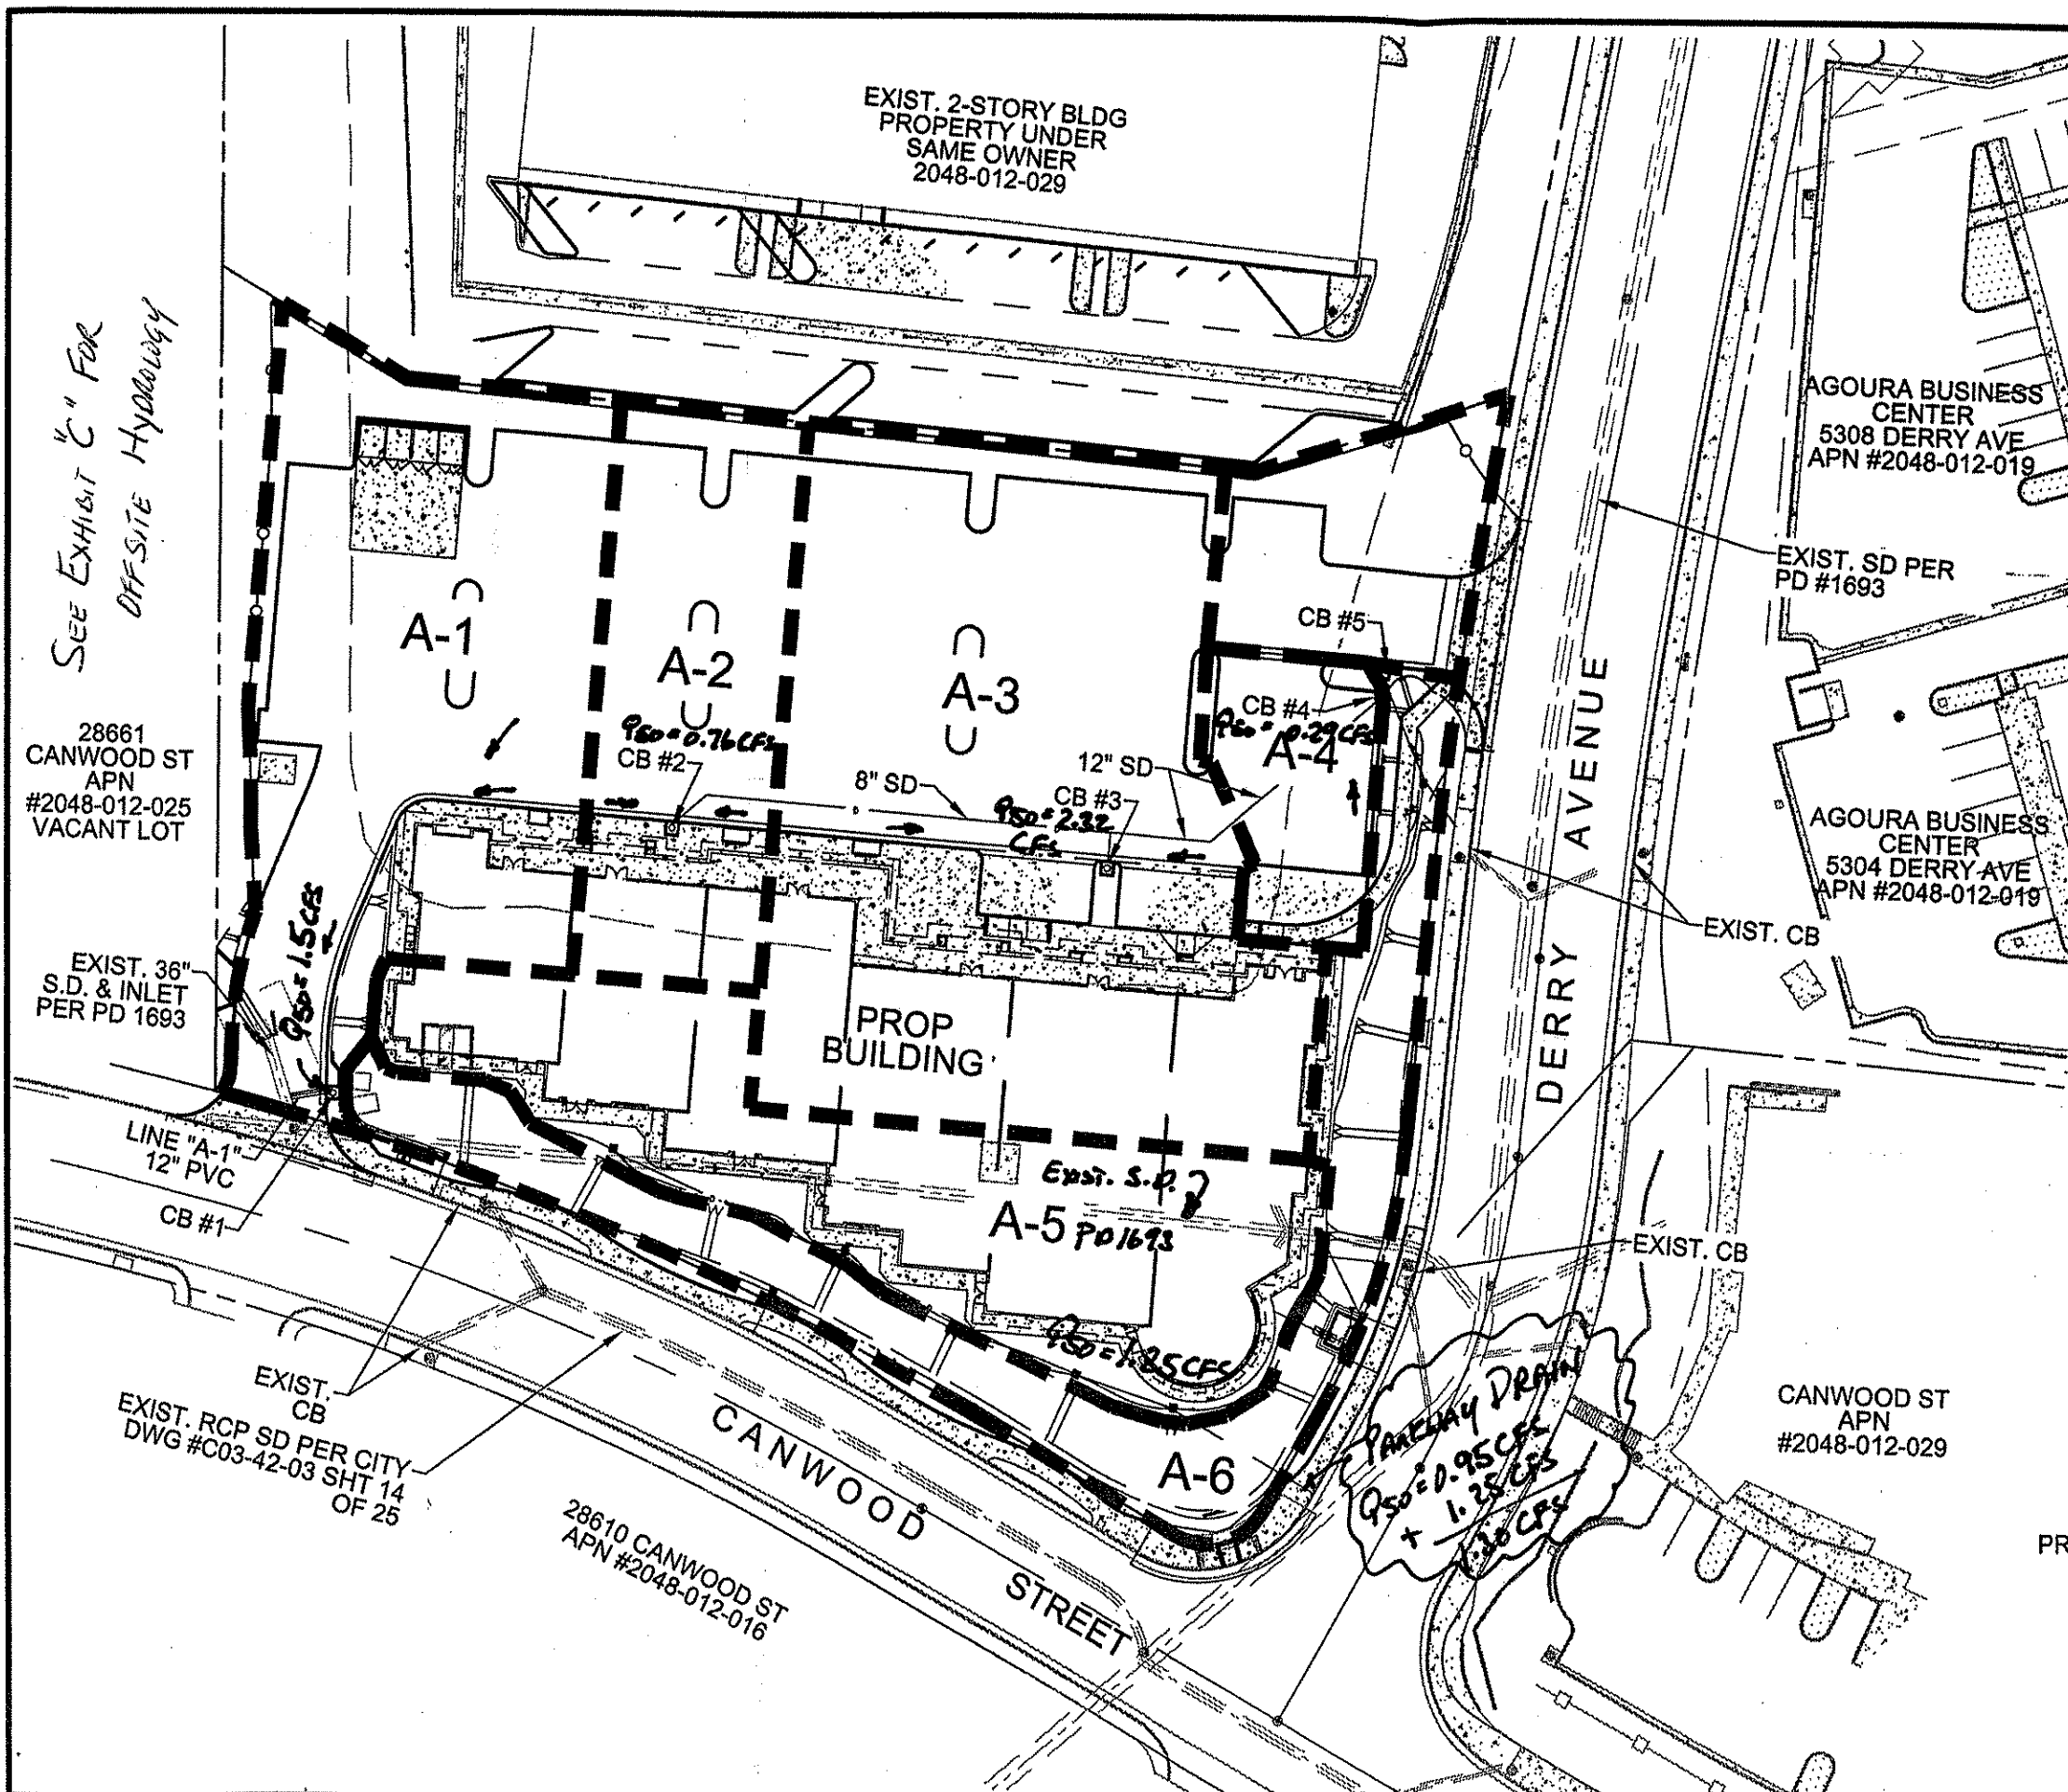 EXIST. 2-STORY BLDG
PROPERTY UNDER
SAME OWNER
2048-012-029
SEE EXHIBIT "C" FOR
OFFSITE HYDROLOGY
AGOURA BUSINESS
CENTER
5308 DERRY AVE
APN #2048-012-019
EXIST. SD PER
PD #1693
A-1
A-2
A-3
CB #5
CB #4
Q50=0.29CFS
A-4
Q50=0.76CFS
CB #2
8" SD
12" SD
CB #3
Q50=2.32
CFS
28661
CANWOOD ST
APN
#2048-012-025
VACANT LOT
DERRY AVENUE
AGOURA BUSINESS
CENTER
5304 DERRY AVE
APN #2048-012-019
EXIST. CB
Q50=1.5CFS
EXIST. 36"
S.D. & INLET
PER PD 1693
PROP
BUILDING
LINE "A-1"
12" PVC
CB #1
EXIST. S.D.
A-5 PD1693
EXIST. CB
Q50=1.25CFS
EXIST.
CB
EXIST. RCP SD PER CITY
DWG #C03-42-03 SHT 14
OF 25
CANWOOD STREET
A-6
PARKWAY DRAIN
Q50=0.95CFS
+ 1.25 CFS
CFS
28610 CANWOOD ST
APN #2048-012-016
CANWOOD ST
APN
#2048-012-029
PR